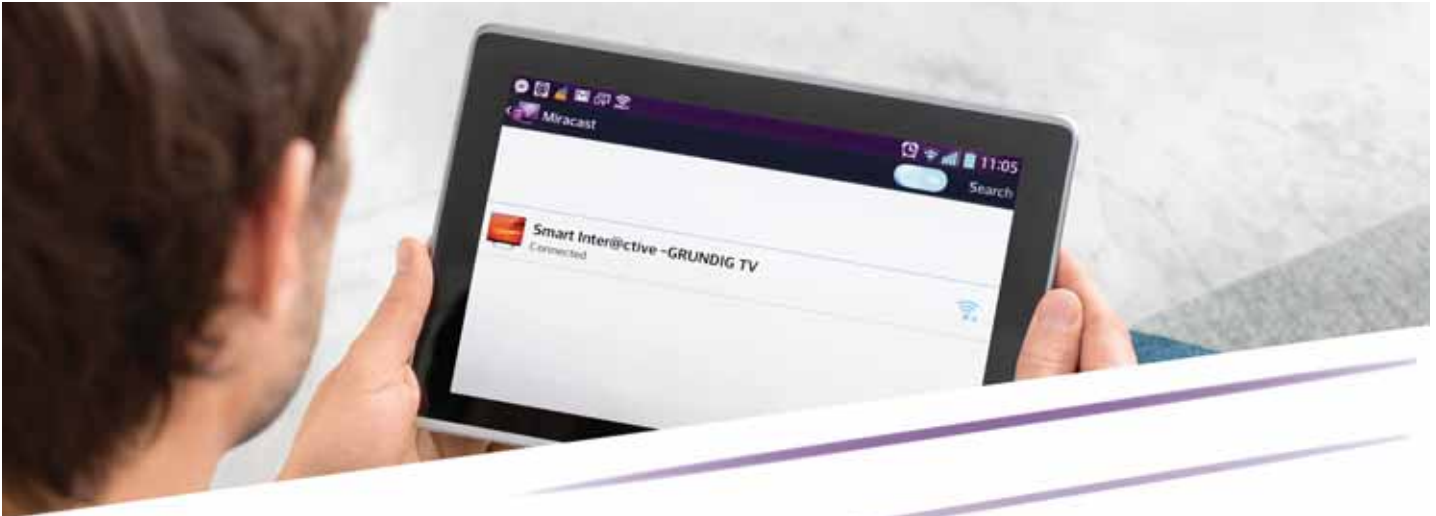 Miracast
11:05
Search
Smart Inter@ctive -GRUNDIG TV
Connected